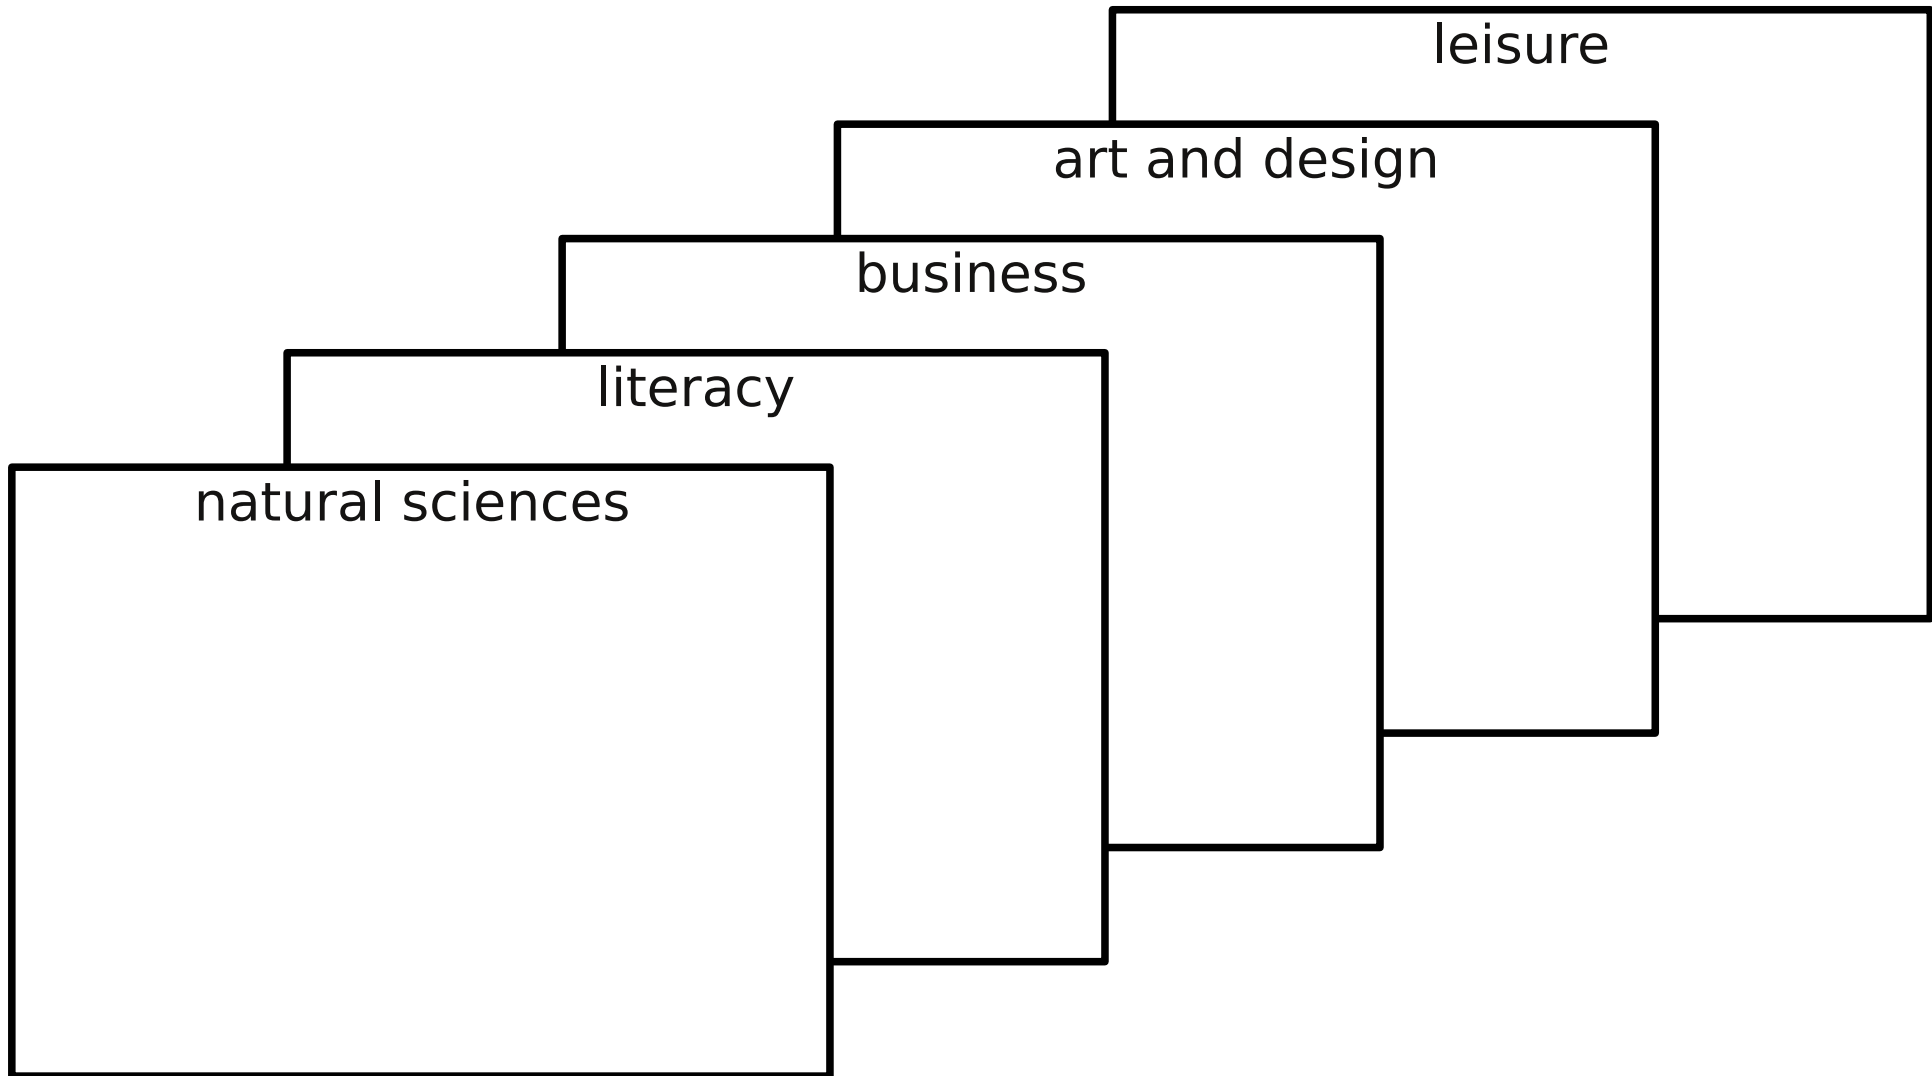 leisure
art and design
business
literacy
natural sciences